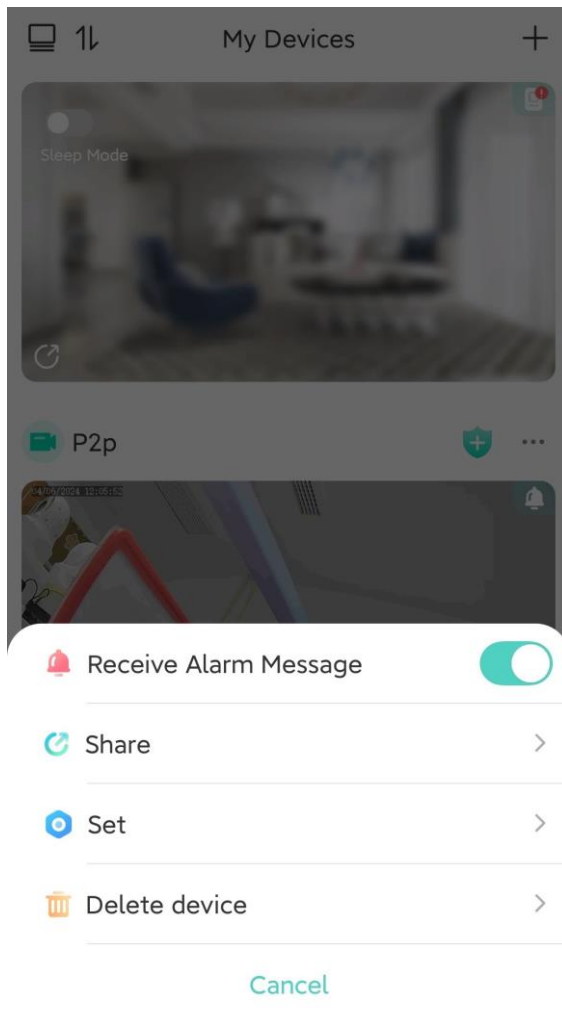 My Devices
Sleep Mode
P2p
Receive Alarm Message
Share
Set
Delete device
Cancel